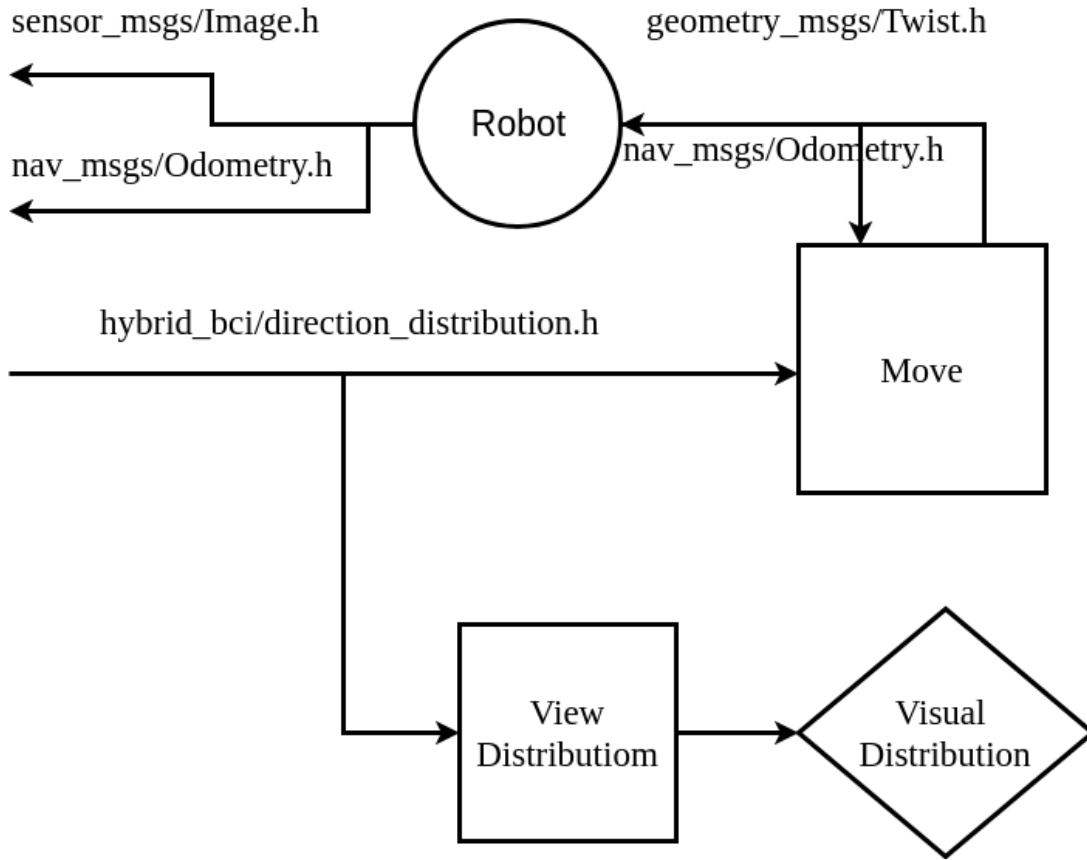 sensor_msgs/Image.h
geometry_msgs/Twist.h
Robot
nav_msgs/Odometry.h
nav_msgs/Odometry.h
hybrid_bci/direction_distribution.h
Move
View
Distributiom
Visual
Distribution